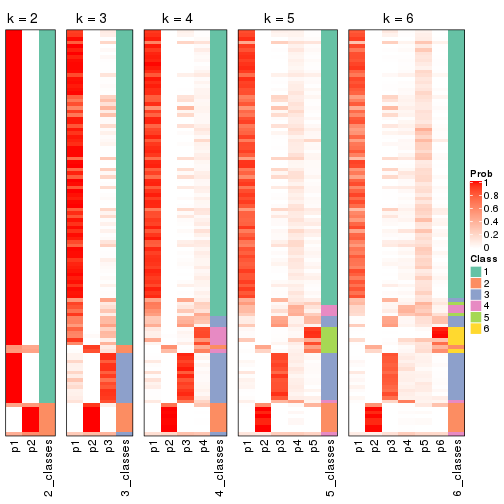 k = 2
k = 3
k = 4
k = 5
k = 6
p1
p2
2_classes
p1
p2
p3
3_classes
p1
p2
p3
p4
4_classes
p1
p2
p3
p4
p5
5_classes
p1
p2
p3
p4
p5
p6
6_classes
Prob
1
0.8
0.6
0.4
0.2
0
Class
1
2
3
4
5
6